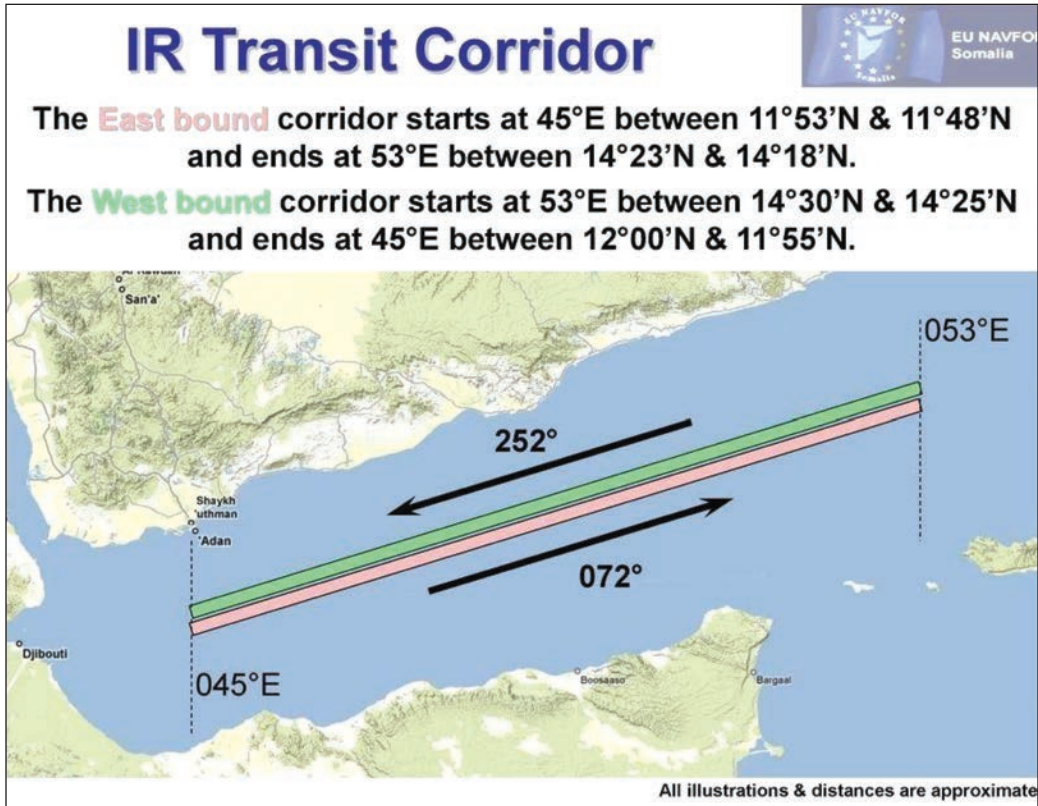 IR Transit Corridor
EU NAVFOR
Somalia
Somalia
The East bound corridor starts at 45°E between 11°53’N & 11°48’N
and ends at 53°E between 14°23’N & 14°18’N.
The West bound corridor starts at 53°E between 14°30’N & 14°25’N
and ends at 45°E between 12°00’N & 11°55’N.
San'a'
053°E
252°
Shaykh
'uthman
'Adan
072°
Djibouti
045°E
Boosaaso
Bargaal
All illustrations & distances are approximate